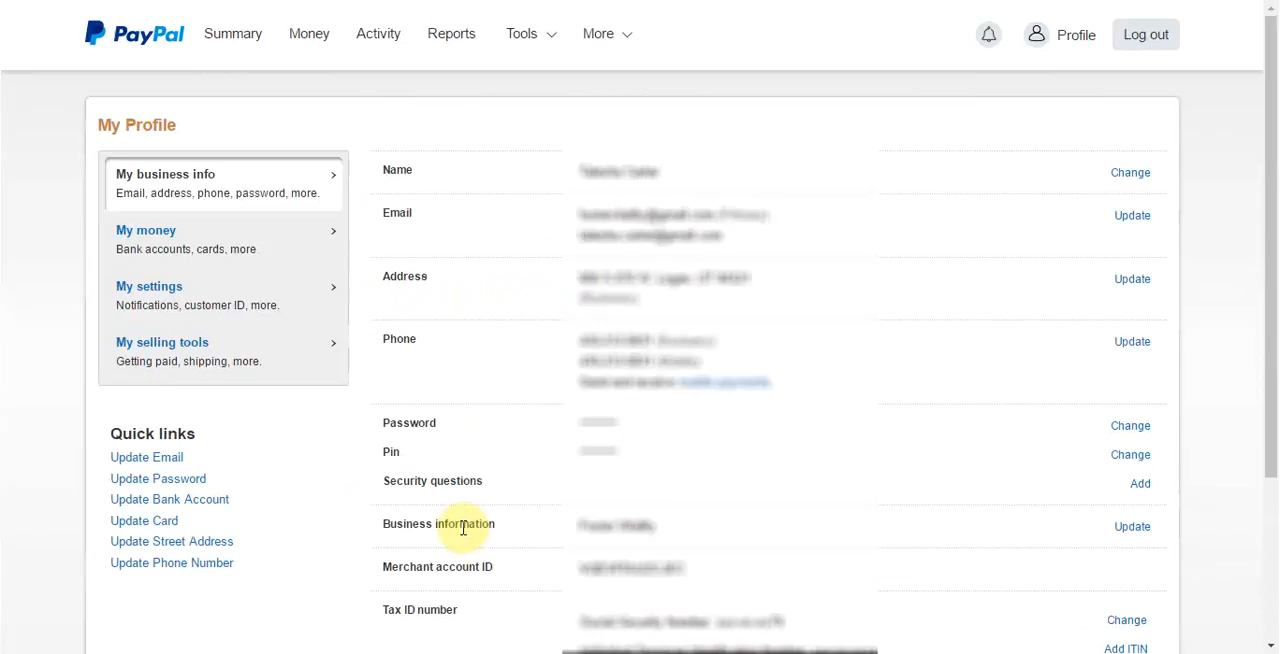 PayPal Summary Money Activity Reports Tools More Profile Log out
My Profile
My business info
Email, address, phone, password, more.
My money
Bank accounts, cards, more
My settings
Notifications, customer ID, more.
My selling tools
Getting paid, shipping, more.
Quick links
Update Email
Update Password
Update Bank Account
Update Card
Update Street Address
Update Phone Number
Name Change
Email Update
Address Update
Phone Update
Password Change
Pin Change
Security questions Add
Business information Update
Merchant account ID
Tax ID number Change
Add ITIN